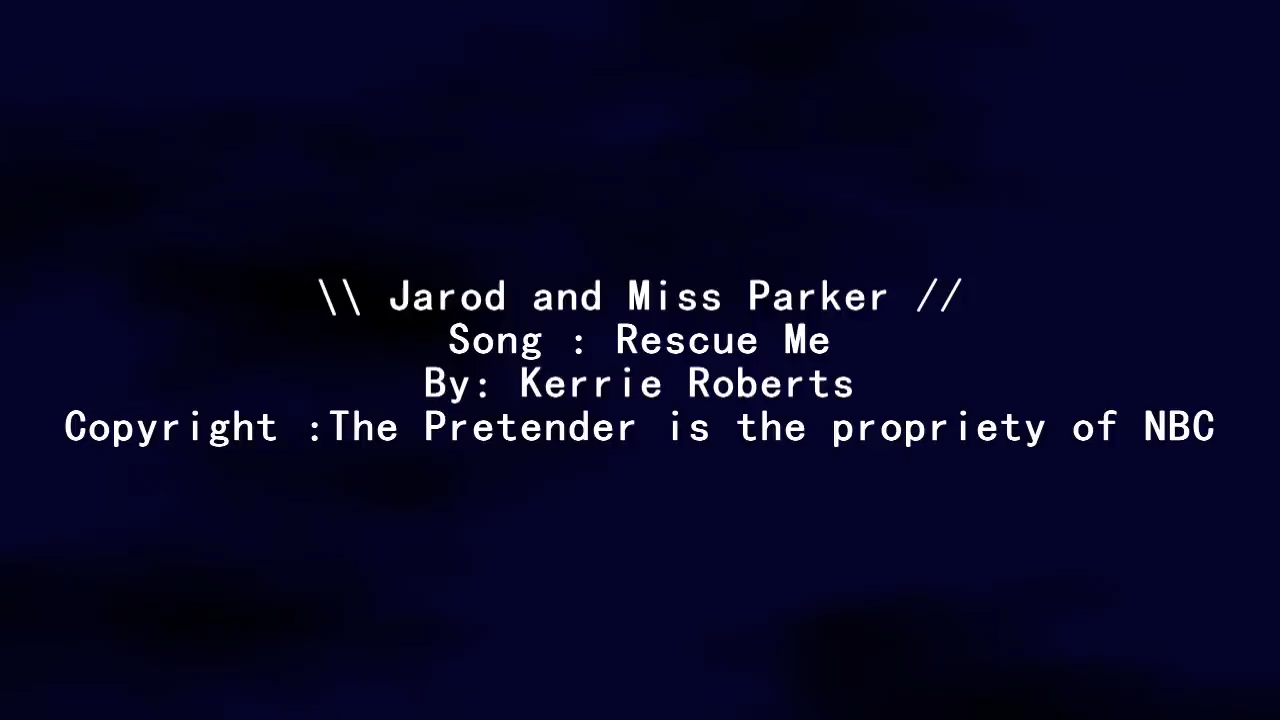 \\ Jarod and Miss Parker //
Song : Rescue Me
By: Kerrie Roberts
Copyright :The Pretender is the propriety of NBC